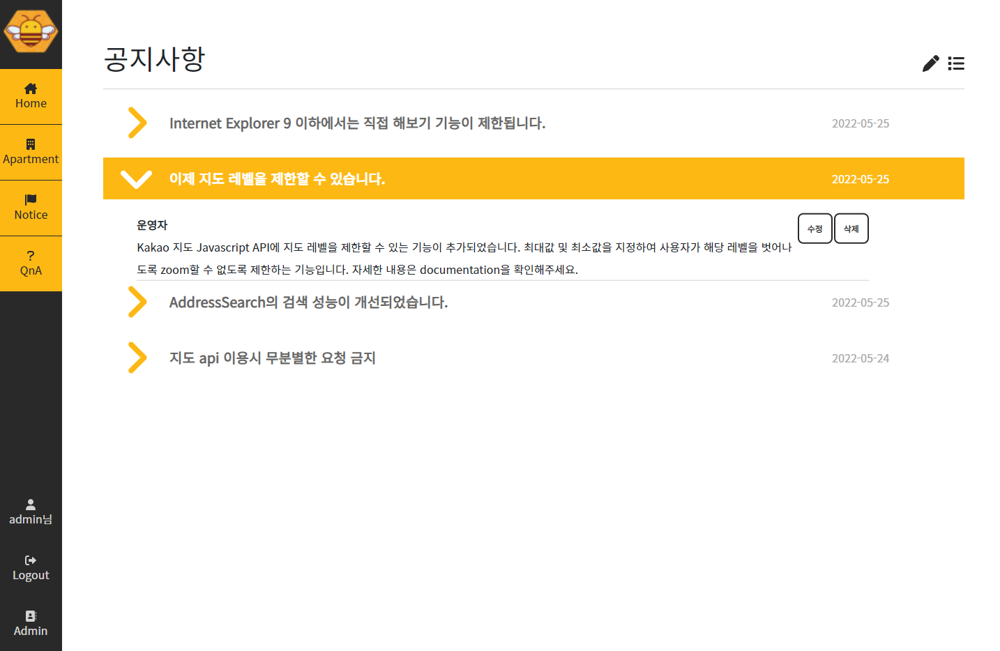 공지사항
Home
Apartment
Notice
QnA
admin님
Logout
Admin
Internet Explorer 9 이하에서는 직접 해보기 기능이 제한됩니다. 2022-05-25
이제 지도 레벨을 제한할 수 있습니다. 2022-05-25
운영자 수정 삭제
Kakao 지도 Javascript API에 지도 레벨을 제한할 수 있는 기능이 추가되었습니다. 최대값 및 최소값을 지정하여 사용자가 해당 레벨을 벗어나
도록 zoom할 수 없도록 제한하는 기능입니다. 자세한 내용은 documentation을 확인해주세요.
AddressSearch의 검색 성능이 개선되었습니다. 2022-05-25
지도 api 이용시 무분별한 요청 금지 2022-05-24